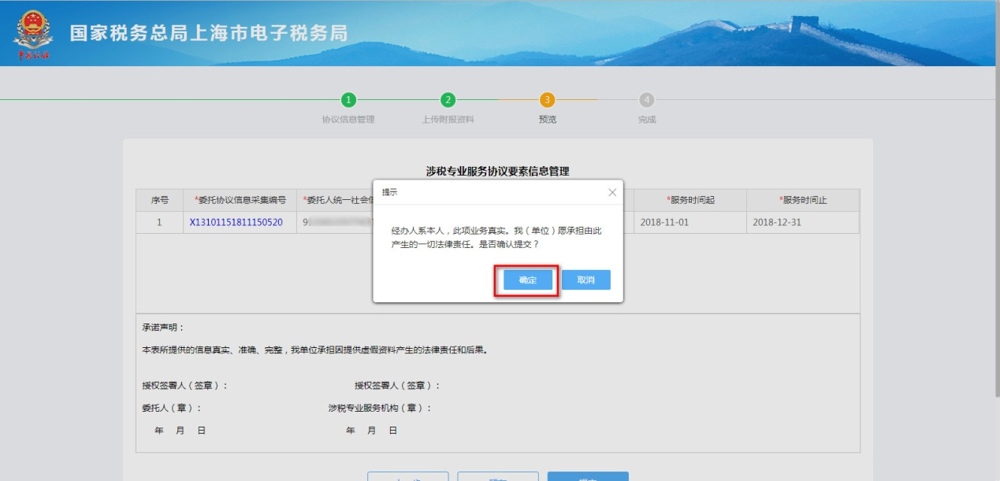 国家税务总局上海市电子税务局
1 2 3 4
协议信息管理 上传附报资料 预览 完成
涉税专业服务协议要素信息管理
序号 *委托协议信息采集编号 *委托人统一社会信 *服务时间起 *服务时间止
1 X13101151811150520 9 2018-11-01 2018-12-31
提示
经办人系本人，此项业务真实。我（单位）愿承担由此
产生的一切法律责任。是否确认提交？
确定 取消
承诺声明：
本表所提供的信息真实、准确、完整，我单位承担因提供虚假资料产生的法律责任和后果。
授权签署人（签章）： 授权签署人（签章）：
委托人（章）： 涉税专业服务机构（章）：
年 月 日 年 月 日